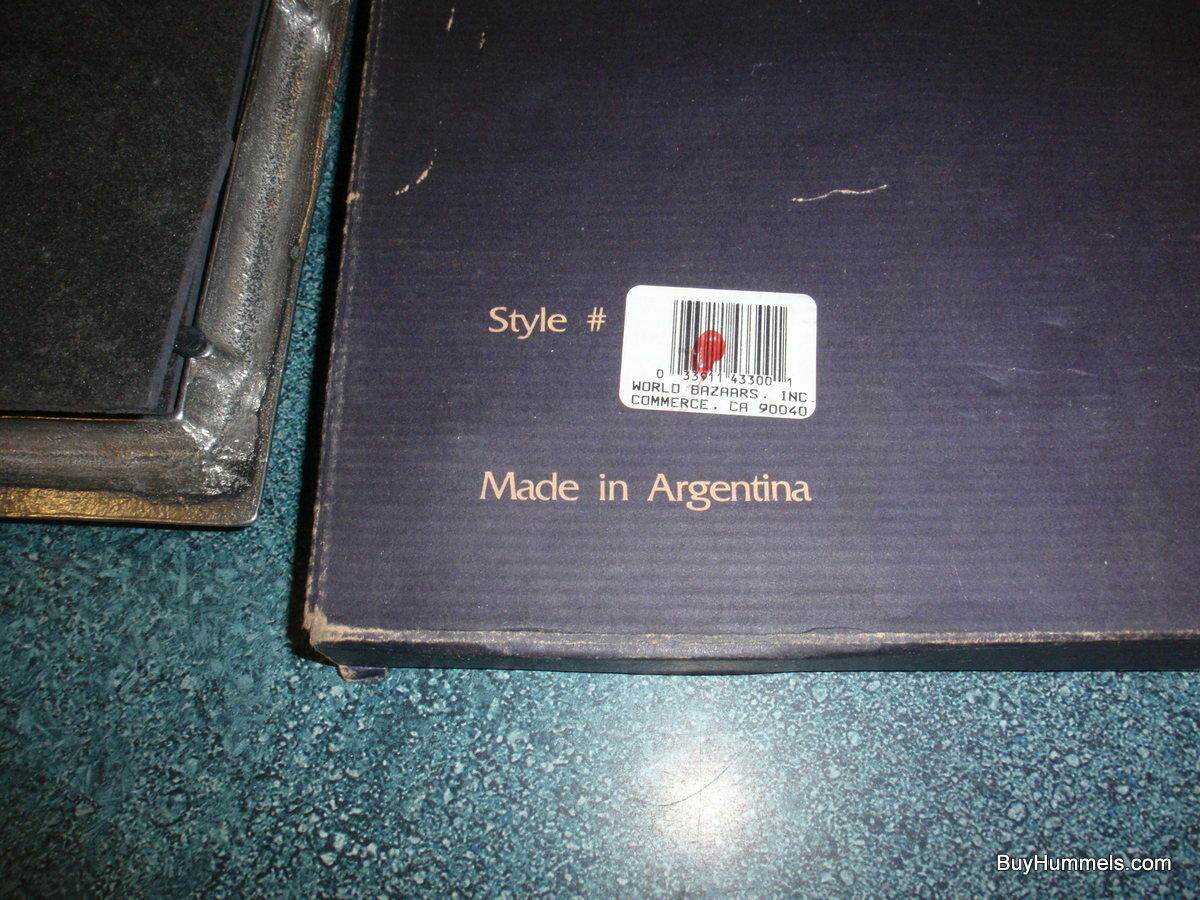 Style #
0 33911 43300 1
WORLD BAZAARS, INC.
COMMERCE, CA 90040
Made in Argentina
BuyHummels.com